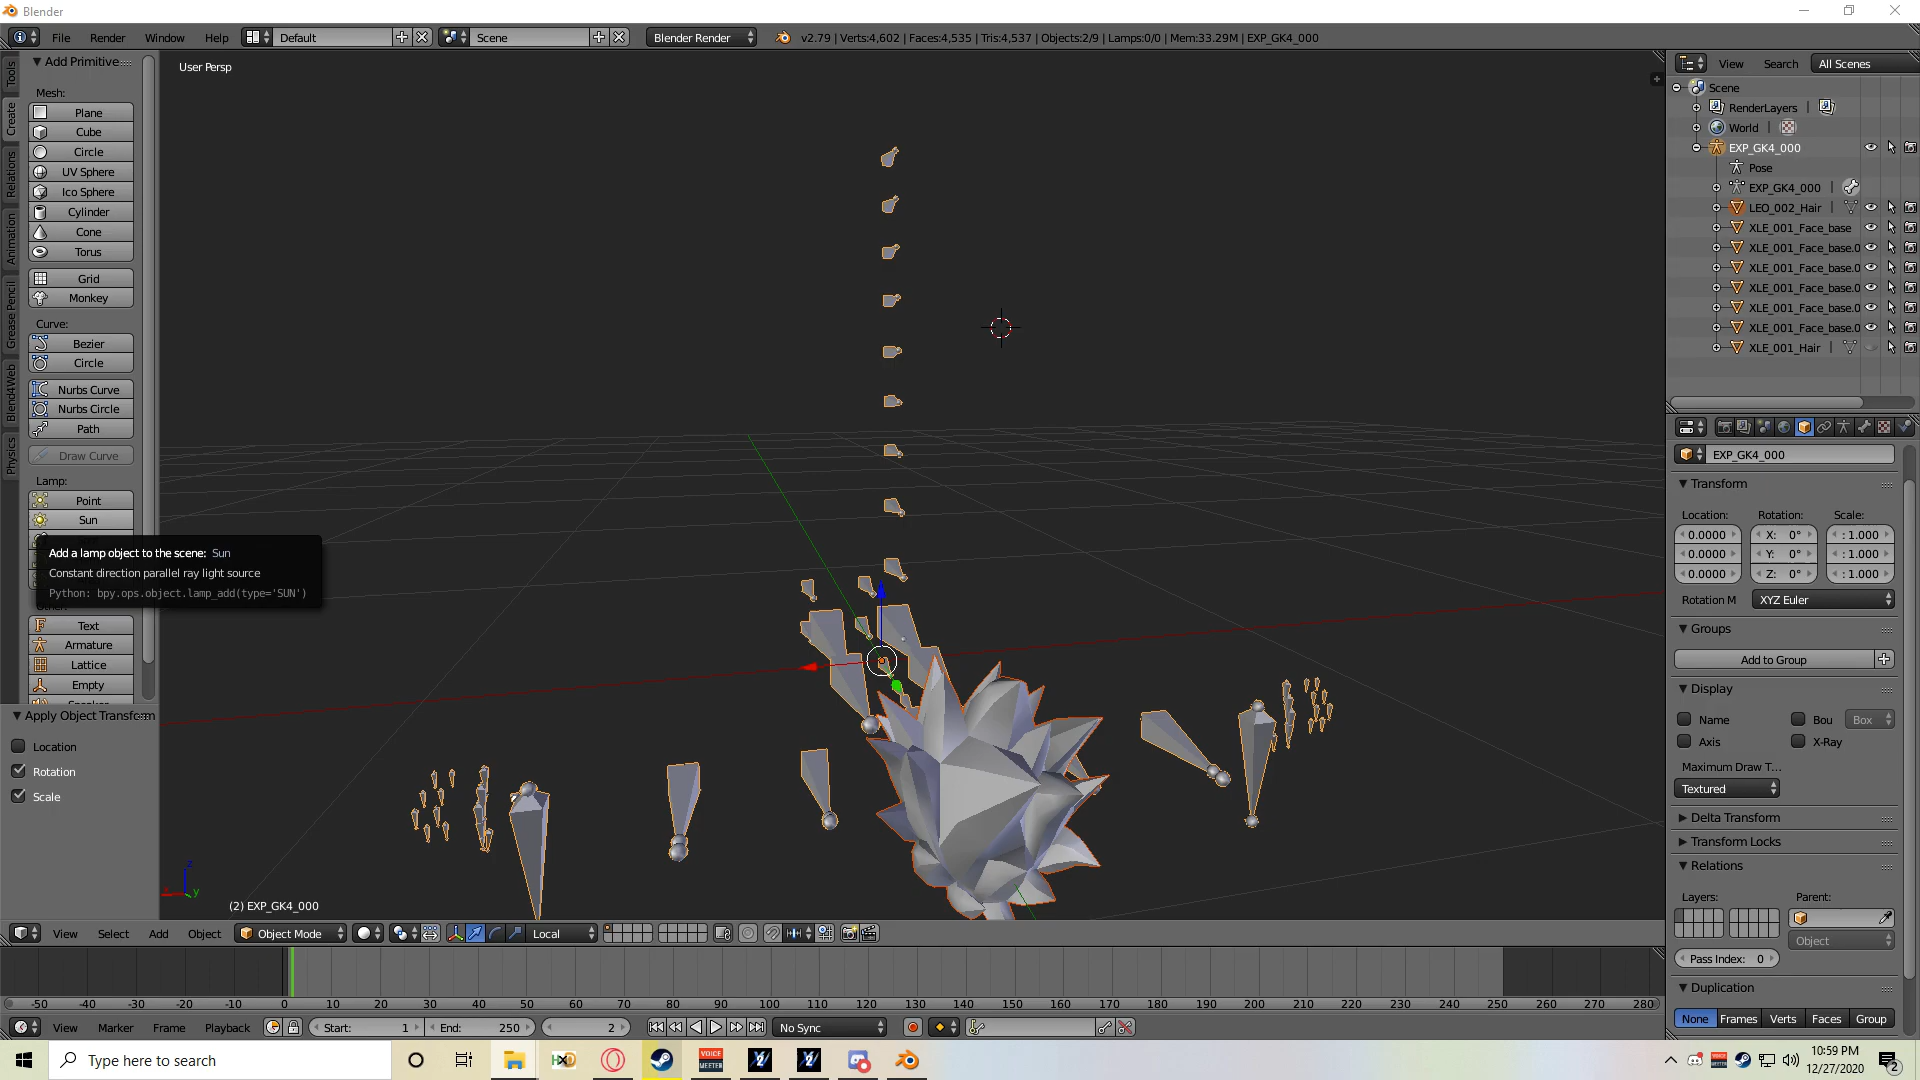 Blender
File Render Window Help Default Scene Blender Render v2.79 | Verts:4,602 | Faces:4,535 | Tris:4,537 | Objects:2/9 | Lamps:0/0 | Mem:33.29M | EXP_GK4_000
Tools
Create
Relations
Animation
Grease Pencil
Blend4Web
Physics
Add Primitive
Mesh:
Plane
Cube
Circle
UV Sphere
Ico Sphere
Cylinder
Cone
Torus
Grid
Monkey
Curve:
Bezier
Circle
Nurbs Curve
Nurbs Circle
Path
Draw Curve
Lamp:
Point
Sun
Add a lamp object to the scene: Sun
Constant direction parallel ray light source
Python: bpy.ops.object.lamp_add(type='SUN')
Text
Armature
Lattice
Empty
Apply Object Transform
Location
Rotation
Scale
User Persp
(2) EXP_GK4_000
x
y
z
View Select Add Object Object Mode Local
-50 -40 -30 -20 -10 0 10 20 30 40 50 60 70 80 90 100 110 120 130 140 150 160 170 180 190 200 210 220 230 240 250 260 270 280
View Marker Frame Playback Start: 1 End: 250 2 No Sync
View Search All Scenes
Scene
RenderLayers
World
EXP_GK4_000
Pose
EXP_GK4_000
LEO_002_Hair
XLE_001_Face_base
XLE_001_Face_base.0
XLE_001_Face_base.0
XLE_001_Face_base.0
XLE_001_Face_base.0
XLE_001_Face_base.0
XLE_001_Hair
EXP_GK4_000
Transform
Location: Rotation: Scale:
0.0000 X: 0° : 1.000
0.0000 Y: 0° : 1.000
0.0000 Z: 0° : 1.000
Rotation M XYZ Euler
Groups
Add to Group
Display
Name Bou Box
Axis X-Ray
Maximum Draw T...
Textured
Delta Transform
Transform Locks
Relations
Layers: Parent:
Object
Pass Index: 0
Duplication
None Frames Verts Faces Group
Type here to search
VOICE MEETER
10:59 PM
12/27/2020
2